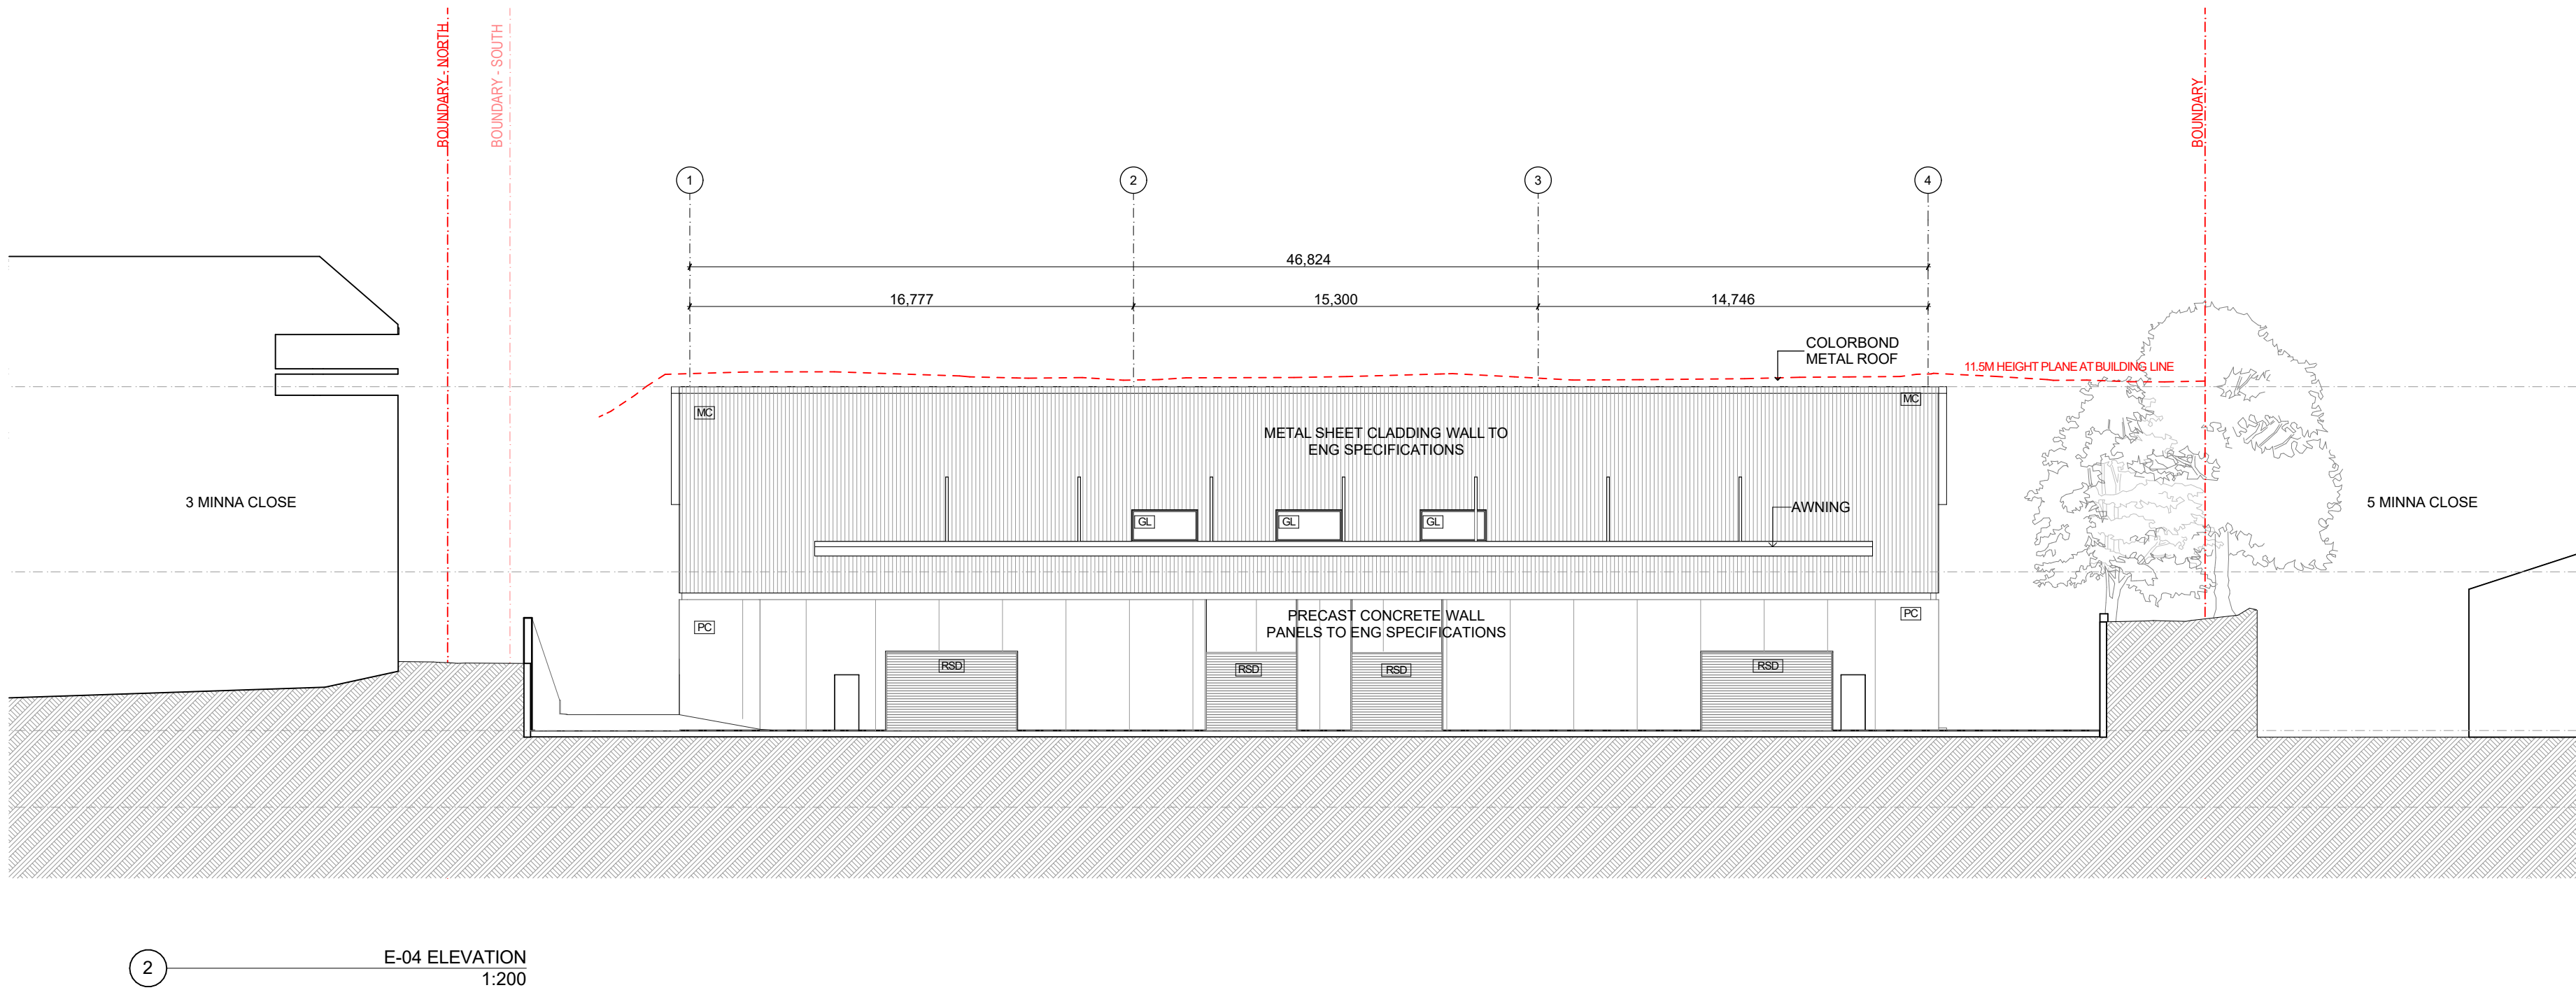 BOUNDARY - NORTH
BOUNDARY - SOUTH
BOUNDARY
1
2
3
4
46,824
16,777
15,300
14,746
COLORBOND
METAL ROOF
11.5M HEIGHT PLANE AT BUILDING LINE
MC
MC
METAL SHEET CLADDING WALL TO
ENG SPECIFICATIONS
3 MINNA CLOSE
AWNING
5 MINNA CLOSE
GL
GL
GL
PRECAST CONCRETE WALL
PANELS TO ENG SPECIFICATIONS
PC
PC
RSD
RSD
RSD
RSD
2
E-04 ELEVATION
1:200